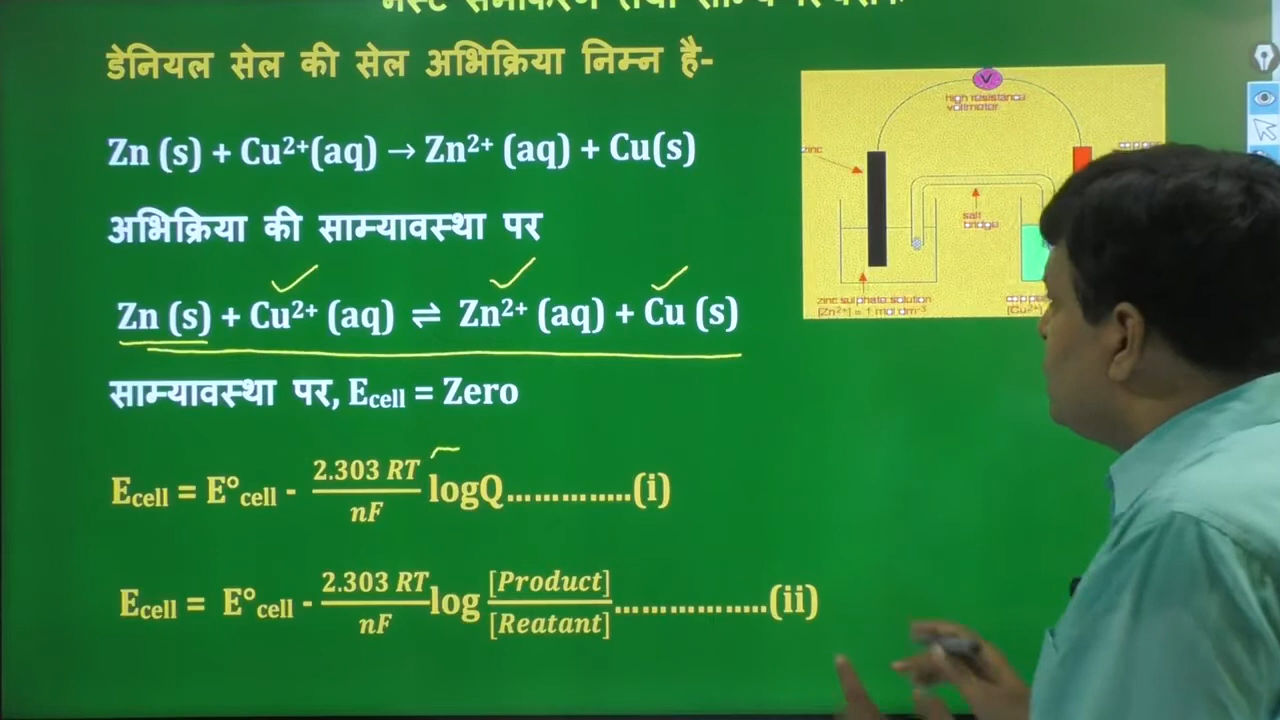 डेनियल सेल की सेल अभिक्रिया निम्न है-
Zn (s) + Cu²⁺(aq) → Zn²⁺ (aq) + Cu(s)
अभिक्रिया की साम्यावस्था पर
Zn (s) + Cu²⁺ (aq) ⇌ Zn²⁺ (aq) + Cu (s)
साम्यावस्था पर, Ecell = Zero
Ecell = E°cell - 2.303 RT/nF logQ..............(i)
Ecell = E°cell - 2.303 RT/nF log [Product]/[Reatant]..................(ii)
V
high resistance
voltmeter
zinc
salt
bridge
zinc sulphate solution
[Zn²⁺] = 1 mol dm⁻³